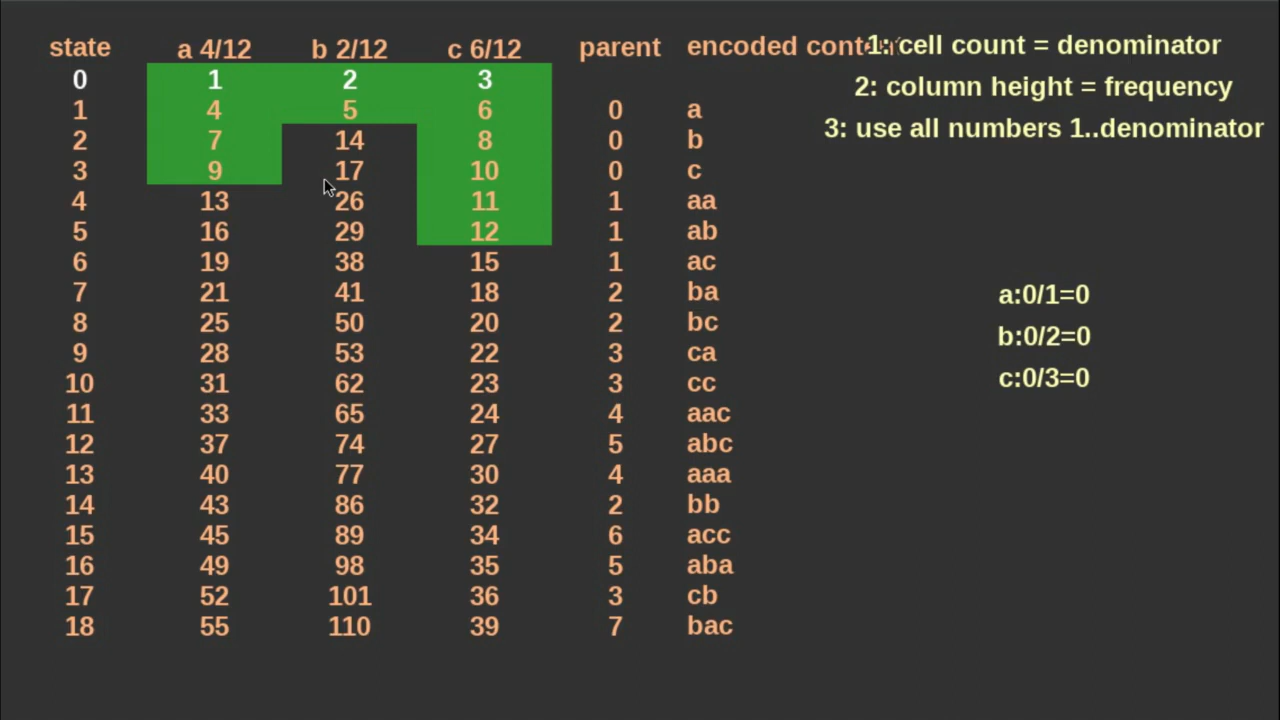 state a 4/12 b 2/12 c 6/12 parent encoded 1: cell count = denominator
0 1 2 3
2: column height = frequency
1 4 5 6 0 a
3: use all numbers 1..denominator
2 7 14 8 0 b
3 9 17 10 0 c
4 13 26 11 1 aa
5 16 29 12 1 ab
6 19 38 15 1 ac
7 21 41 18 2 ba
a:0/1=0
8 25 50 20 2 bc
b:0/2=0
9 28 53 22 3 ca
10 31 62 23 3 cc
c:0/3=0
11 33 65 24 4 aac
12 37 74 27 5 abc
13 40 77 30 4 aaa
14 43 86 32 2 bb
15 45 89 34 6 acc
16 49 98 35 5 aba
17 52 101 36 3 cb
18 55 110 39 7 bac